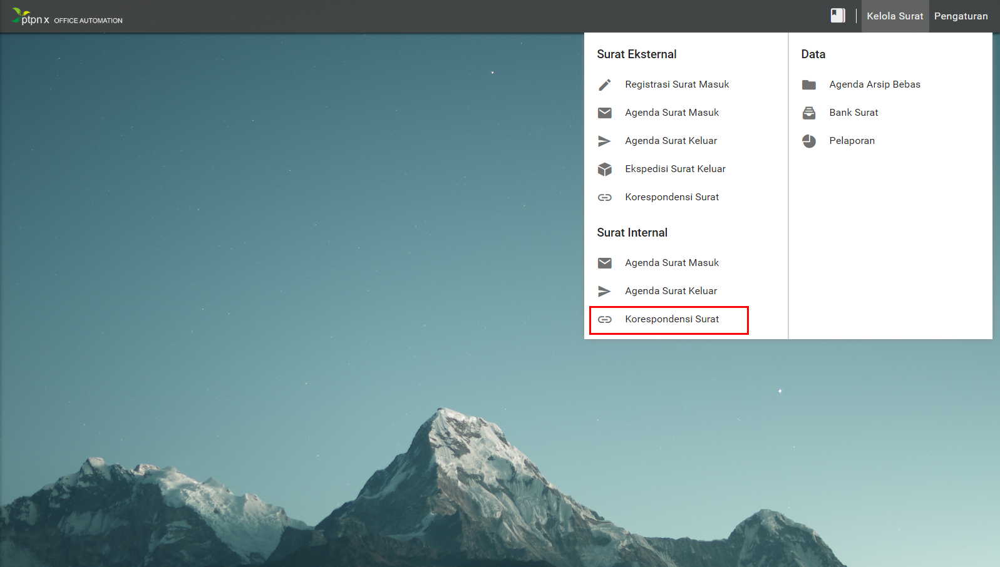 ptpn x OFFICE AUTOMATION
Kelola Surat
Pengaturan
Surat Eksternal
Registrasi Surat Masuk
Agenda Surat Masuk
Agenda Surat Keluar
Ekspedisi Surat Keluar
Korespondensi Surat
Surat Internal
Agenda Surat Masuk
Agenda Surat Keluar
Korespondensi Surat
Data
Agenda Arsip Bebas
Bank Surat
Pelaporan